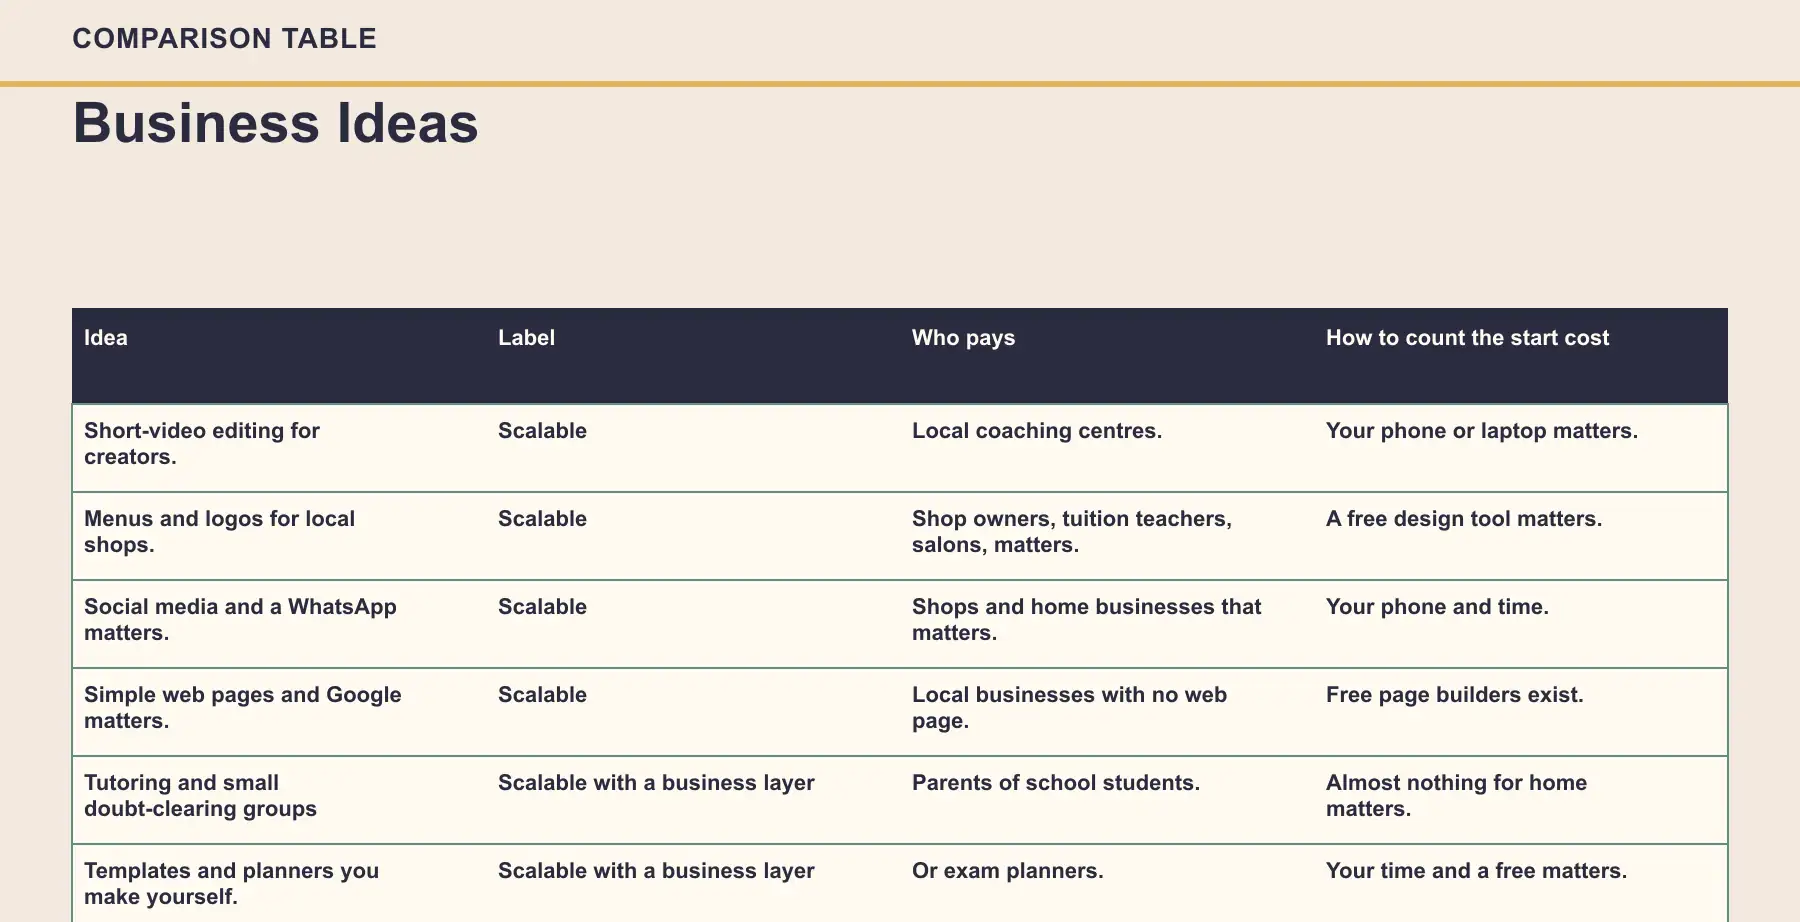 COMPARISON TABLE
Business Ideas
Idea
Label
Who pays
How to count the start cost
Short-video editing for
creators.
Scalable
Local coaching centres.
Your phone or laptop matters.
Menus and logos for local
shops.
Scalable
Shop owners, tuition teachers,
salons, matters.
A free design tool matters.
Social media and a WhatsApp
matters.
Scalable
Shops and home businesses that
matters.
Your phone and time.
Simple web pages and Google
matters.
Scalable
Local businesses with no web
page.
Free page builders exist.
Tutoring and small
doubt-clearing groups
Scalable with a business layer
Parents of school students.
Almost nothing for home
matters.
Templates and planners you
make yourself.
Scalable with a business layer
Or exam planners.
Your time and a free matters.